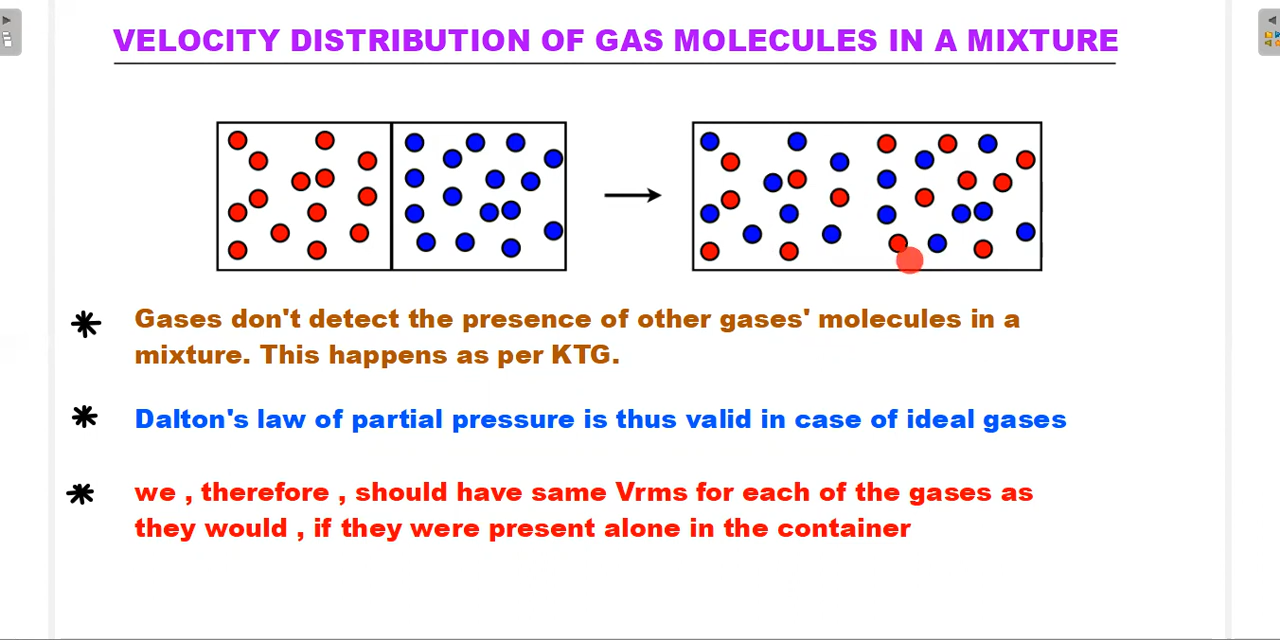 VELOCITY DISTRIBUTION OF GAS MOLECULES IN A MIXTURE
* Gases don't detect the presence of other gases' molecules in a
mixture. This happens as per KTG.
* Dalton's law of partial pressure is thus valid in case of ideal gases
* we , therefore , should have same Vrms for each of the gases as
they would , if they were present alone in the container